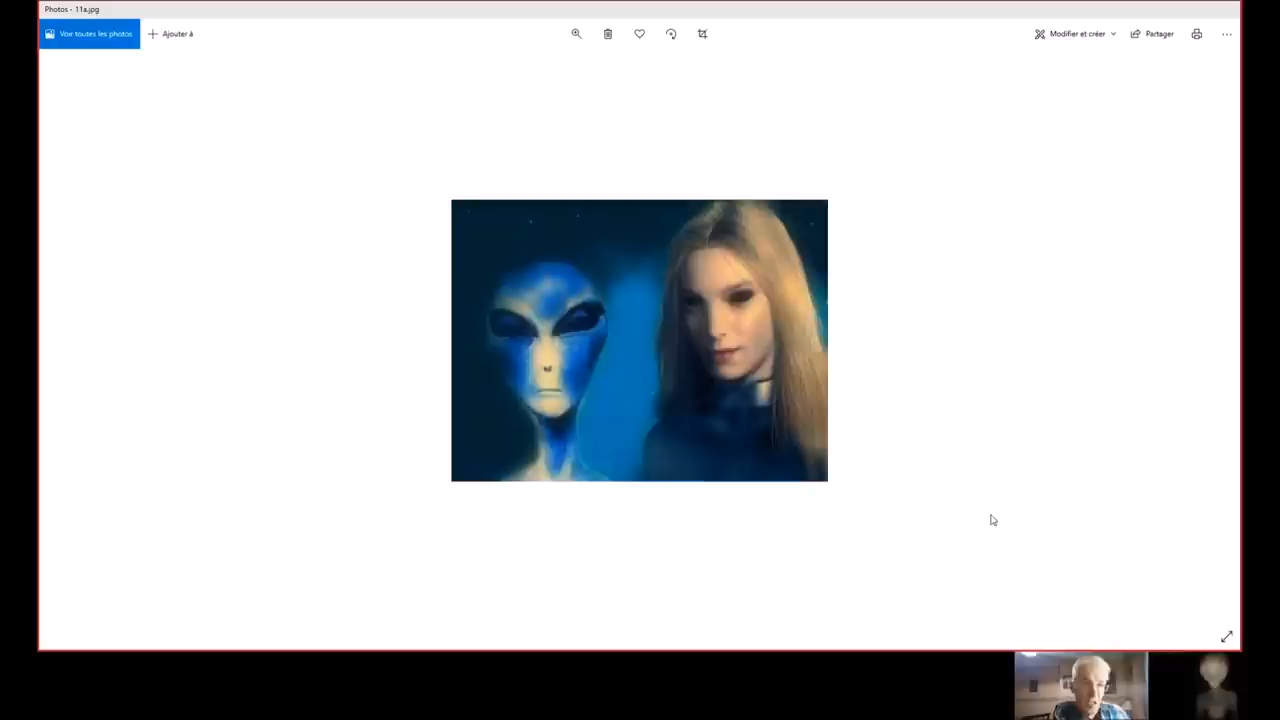 Photos - 11a.jpg
Voir toutes les photos
Ajouter à
Modifier et créer
Partager